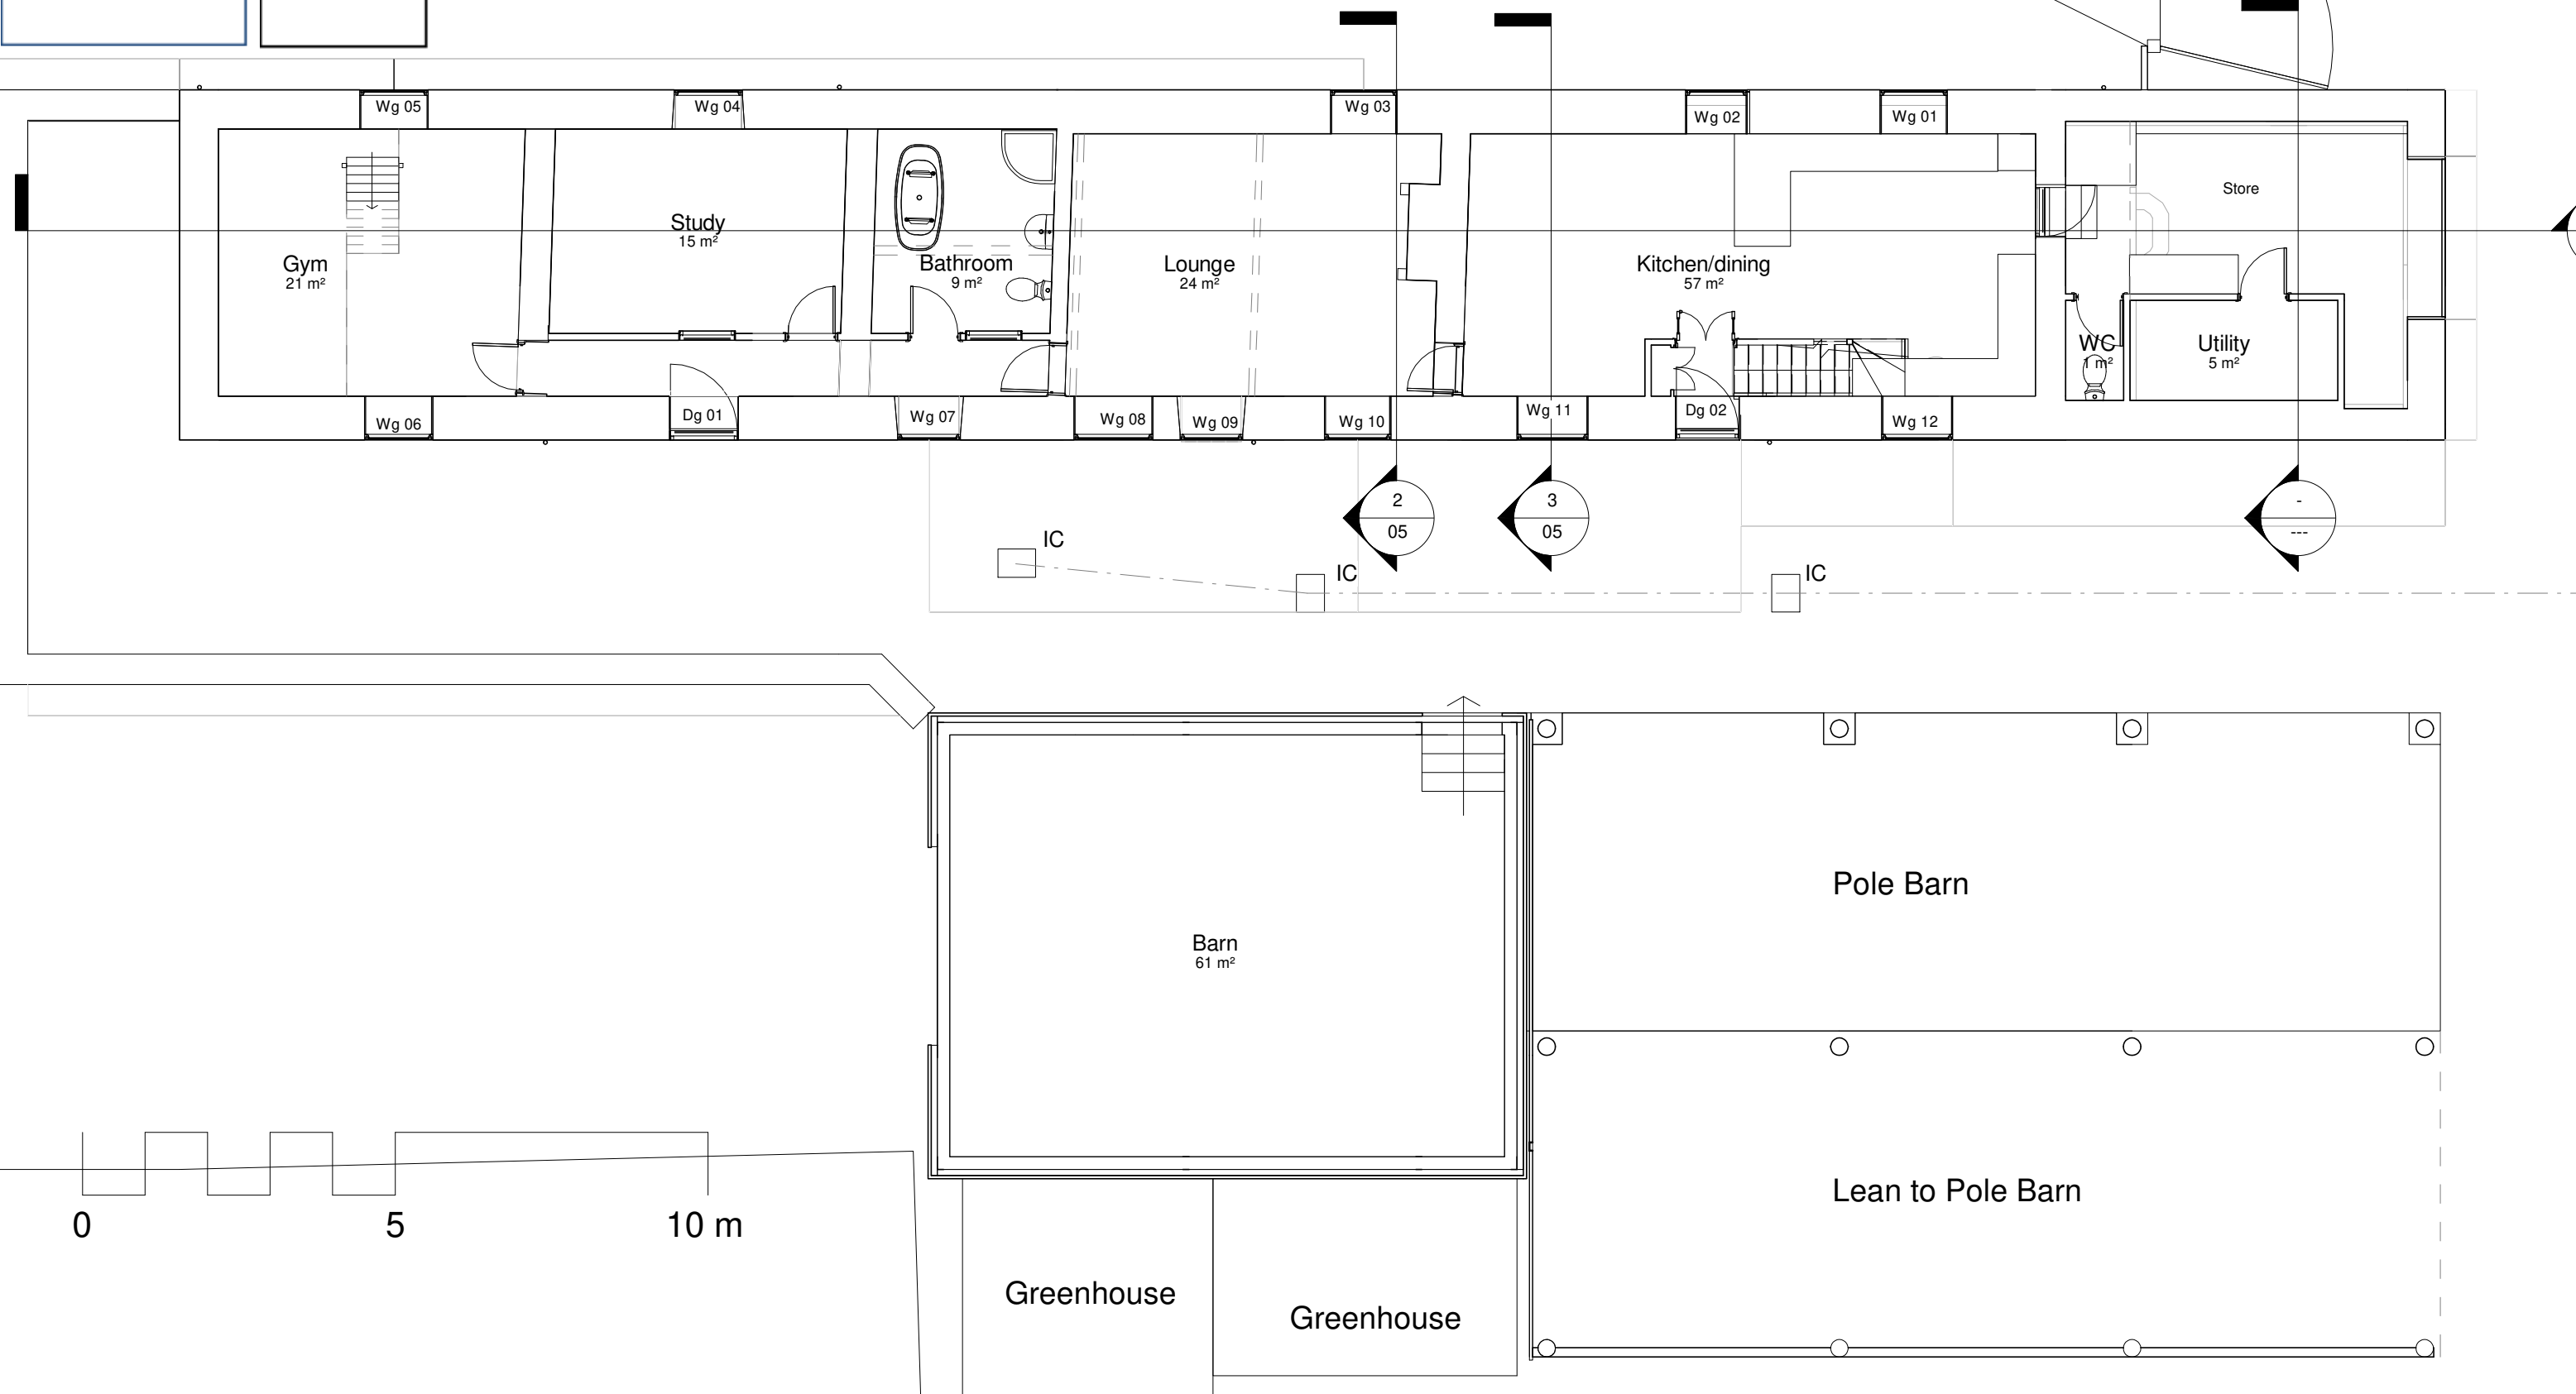 Wg 05
Wg 04
Wg 03
Wg 02
Wg 01
Store
Study
15 m²
Gym
21 m²
Bathroom
9 m²
Lounge
24 m²
Kitchen/dining
57 m²
WC
1 m²
Utility
5 m²
Wg 06
Dg 01
Wg 07
Wg 08
Wg 09
Wg 10
Wg 11
Dg 02
Wg 12
2
05
3
05
-
---
IC
IC
IC
Pole Barn
Barn
61 m²
Lean to Pole Barn
0
5
10 m
Greenhouse
Greenhouse